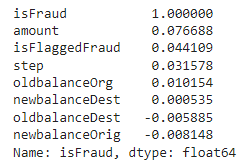 isFraud 1.000000
amount 0.076688
isFlaggedFraud 0.044109
step 0.031578
oldbalanceOrg 0.010154
newbalanceDest 0.000535
oldbalanceDest -0.005885
newbalanceOrig -0.008148
Name: isFraud, dtype: float64